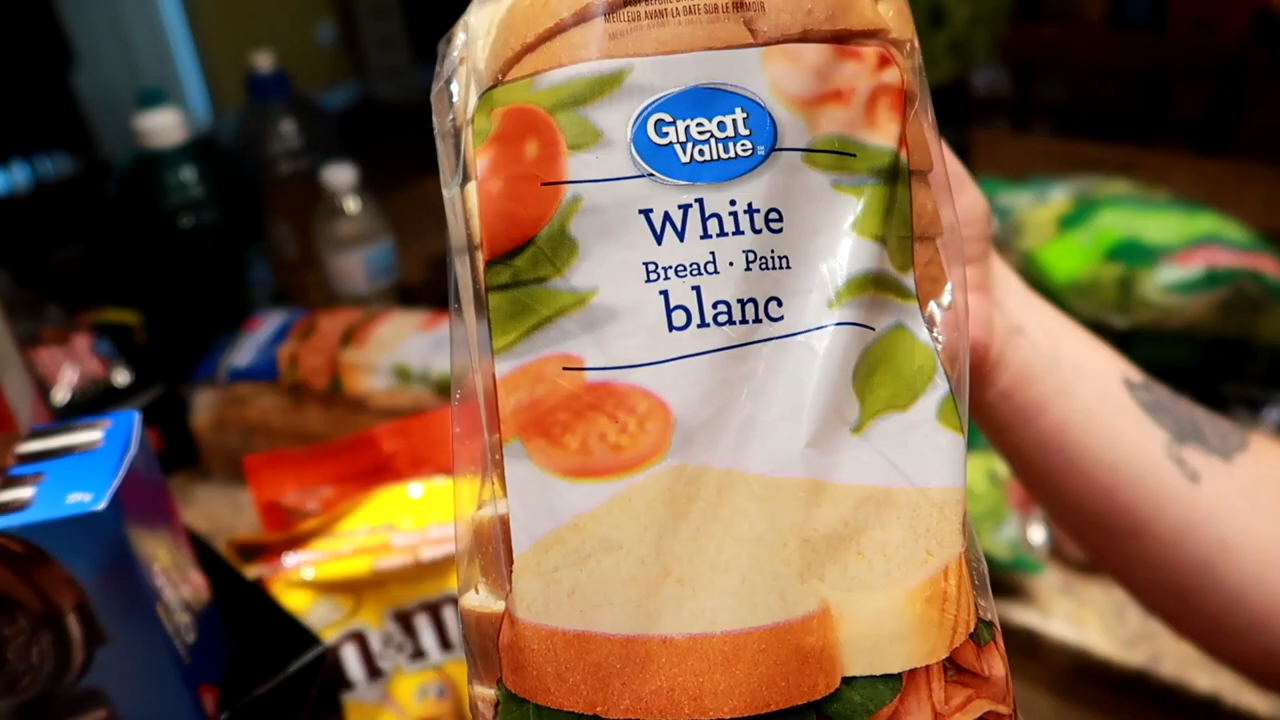 MEILLEUR AVANT LA DATE SUR LE FERMOIR
Great
Value
White
Bread · Pain
blanc